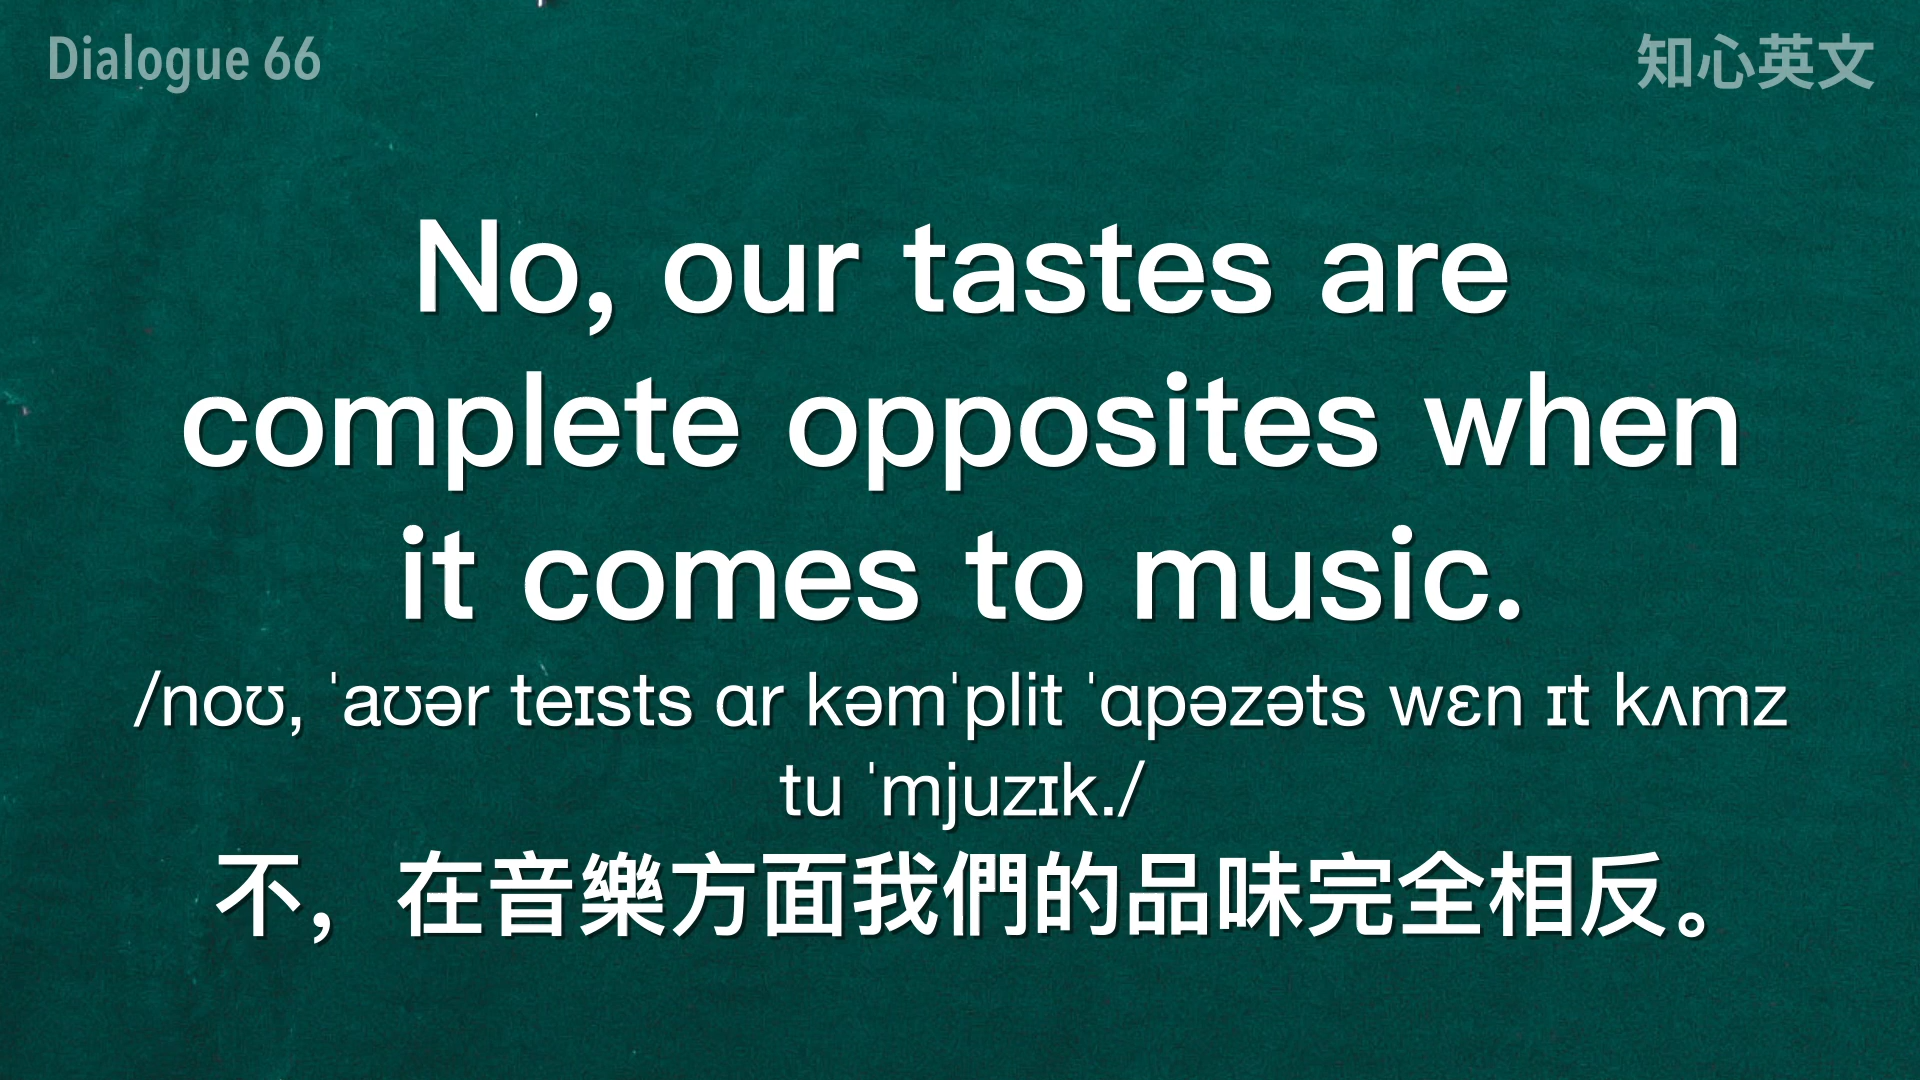 Dialogue 66
知心英文
No, our tastes are
complete opposites when
it comes to music.
/noʊ, ˈaʊər teɪsts ɑr kəmˈplit ˈɑpəzəts wɛn ɪt kʌmz
tu ˈmjuzɪk./
不，在音樂方面我們的品味完全相反。